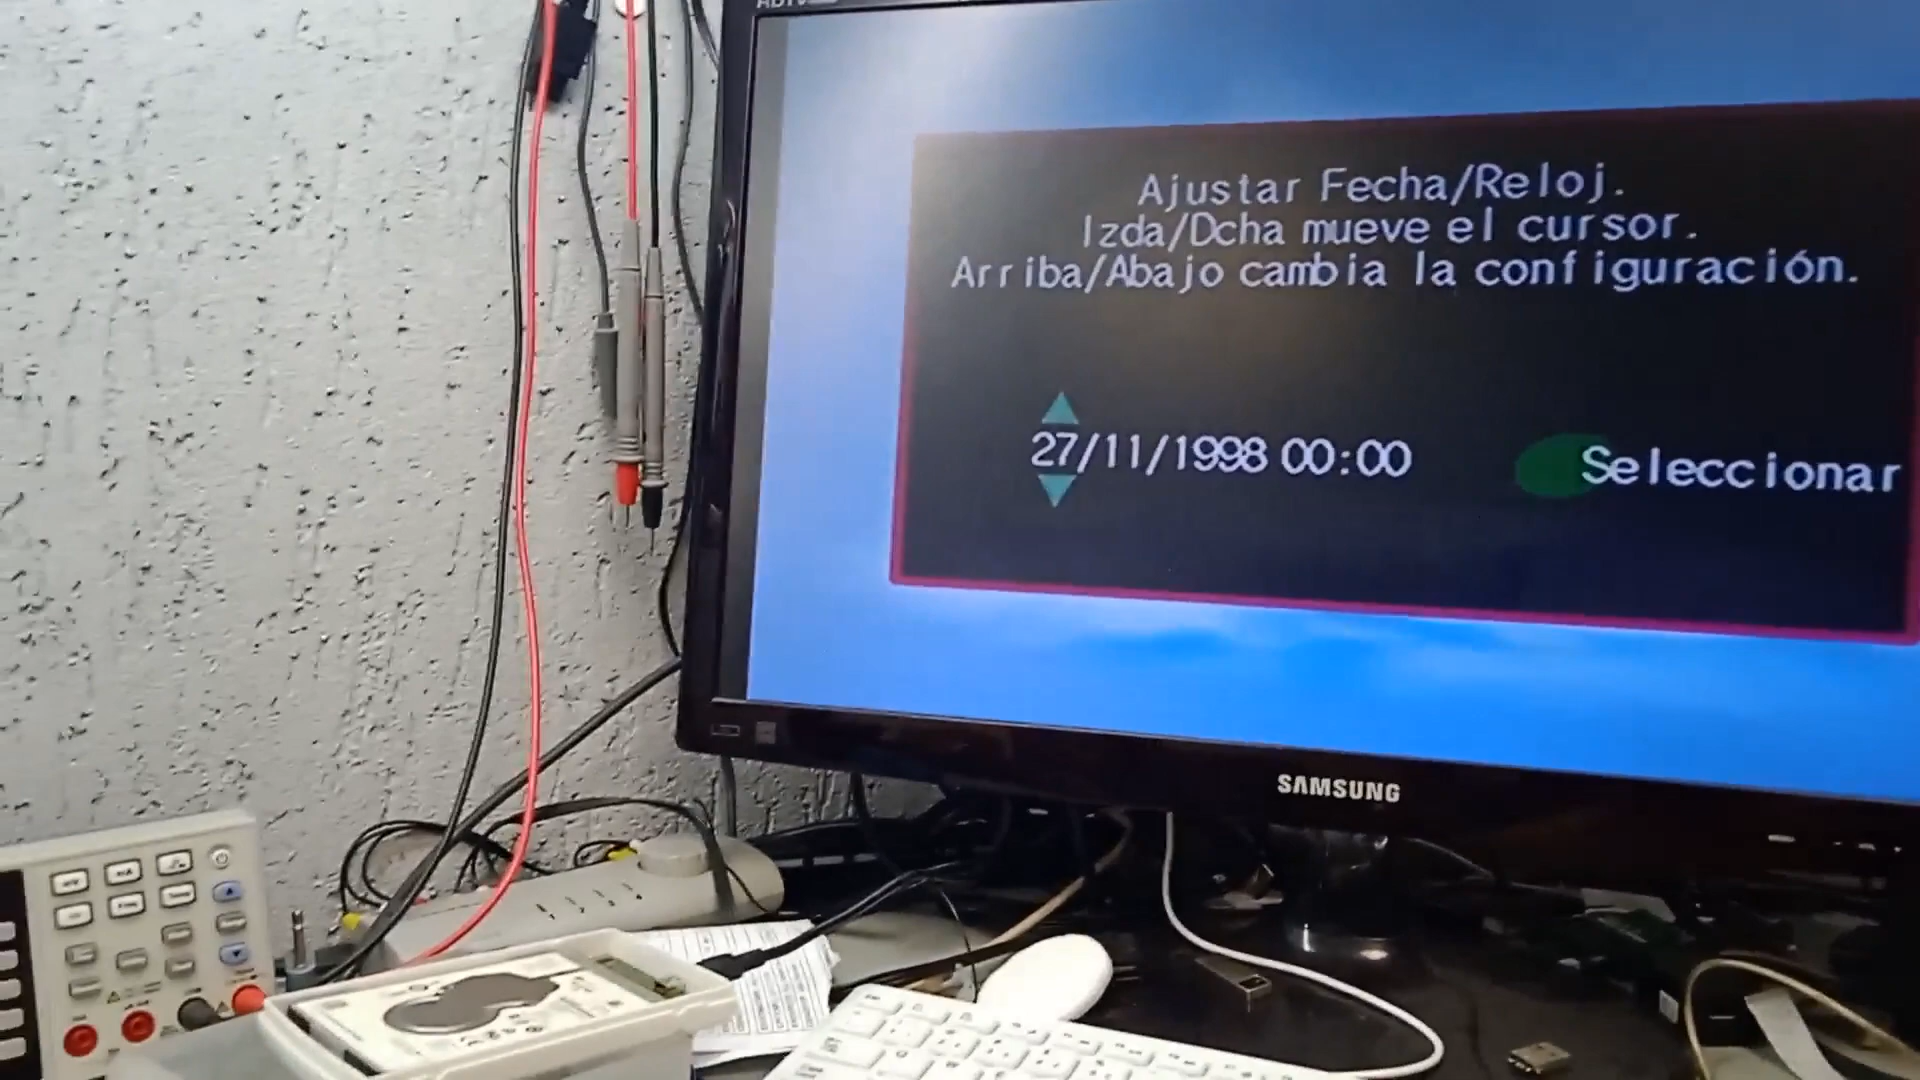 Ajustar Fecha/Reloj.
Izda/Dcha mueve el cursor.
Arriba/Abajo cambia la configuración.
27/11/1998 00:00
Seleccionar
SAMSUNG